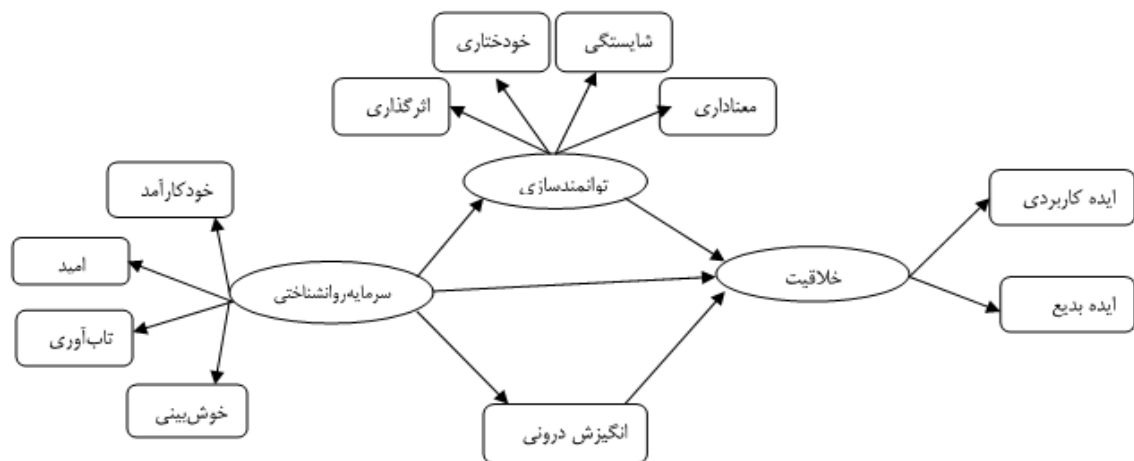 شایستگی
خودختاری
معناداری
اثرگذاری
توانمندسازی
خودکارآمد
ایده کاربردی
امید
خلاقیت
سرمایه‌روانشناختی
تاب‌آوری
ایده بدیع
خوش‌بینی
انگیزش درونی